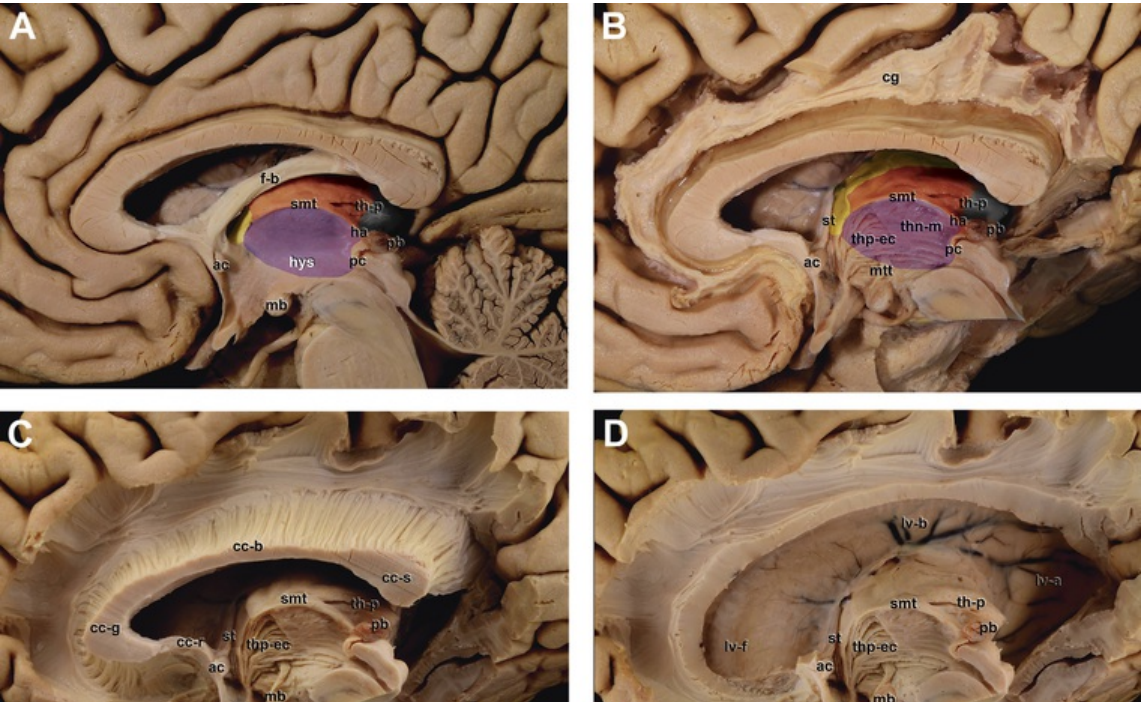 A
f-b
smt
th-p
ha
pb
ac
hys
pc
mb
B
cg
smt
th-p
st
thn-m
ha
pb
thp-ec
pc
ac
mtt
C
cc-b
cc-s
smt
th-p
cc-g
cc-r
st
thp-ec
pb
ac
mb
D
lv-b
lv-a
smt
th-p
pb
lv-f
st
thp-ec
ac
mb